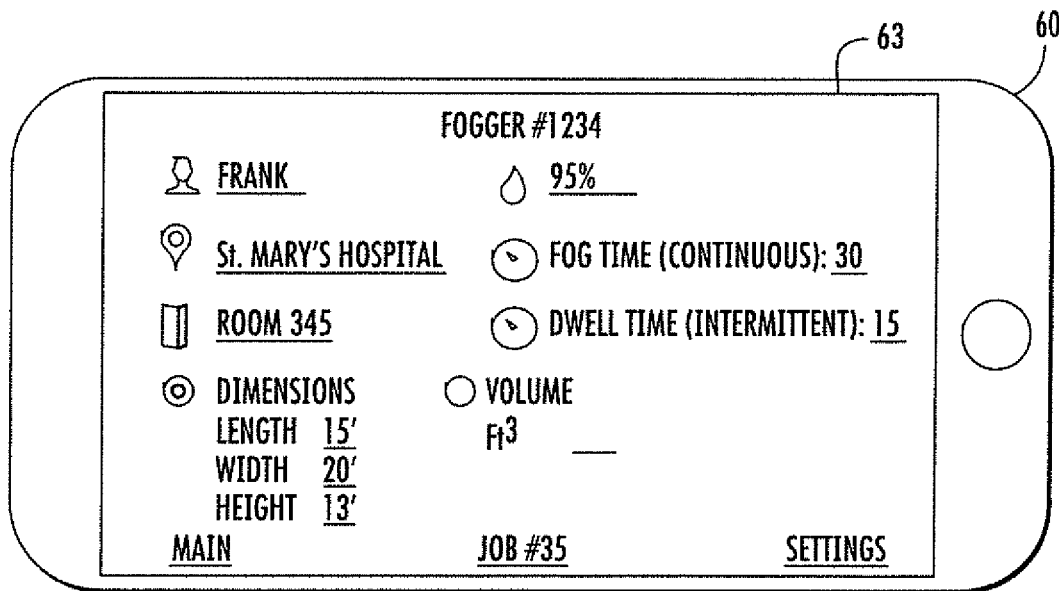 60
63
FOGGER #1234
FRANK
95%
St. MARY'S HOSPITAL
FOG TIME (CONTINUOUS): 30
ROOM 345
DWELL TIME (INTERMITTENT): 15
DIMENSIONS
VOLUME
LENGTH 15'
Ft³
WIDTH 20'
HEIGHT 13'
MAIN
JOB #35
SETTINGS